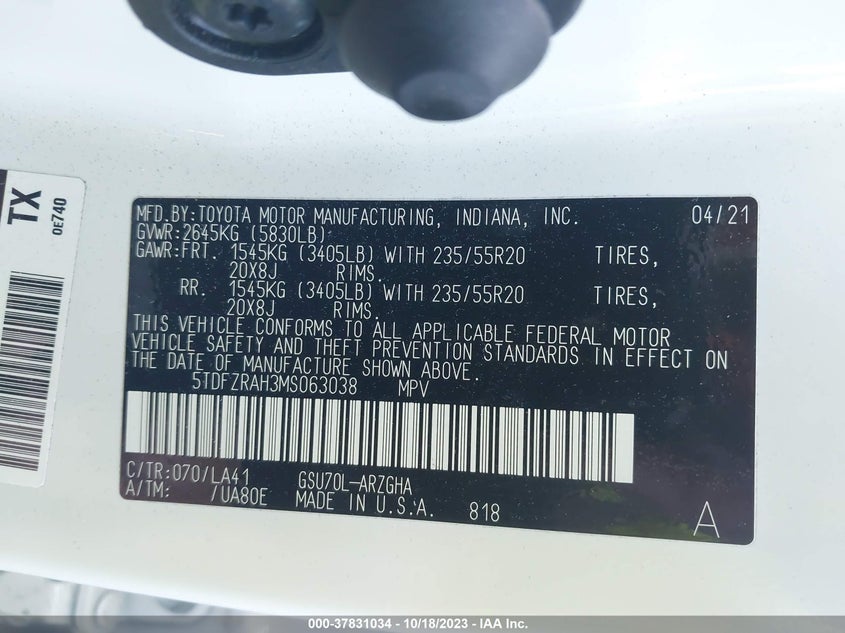 MFD.BY:TOYOTA MOTOR MANUFACTURING, INDIANA, INC. 04/21
GVWR:2645KG (5830LB)
GAWR:FRT. 1545KG (3405LB) WITH 235/55R20 TIRES,
20X8J RIMS.
RR. 1545KG (3405LB) WITH 235/55R20 TIRES,
20X8J RIMS.
THIS VEHICLE CONFORMS TO ALL APPLICABLE FEDERAL MOTOR
VEHICLE SAFETY AND THEFT PREVENTION STANDARDS IN EFFECT ON
THE DATE OF MANUFACTURE SHOWN ABOVE.
5TDFZRAH3MS063038 MPV
C/TR:070/LA41 GSU70L-ARZGHA
A/TM: /UA80E MADE IN U.S.A. 818 A
TX
0E740
000-37831034 - 10/18/2023 - IAA Inc.